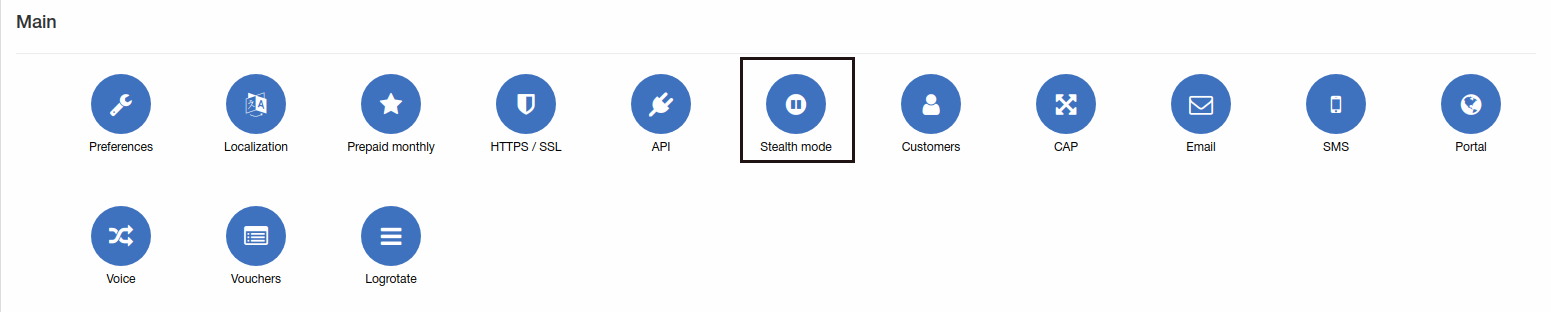 Main
Preferences
Localization
Prepaid monthly
HTTPS / SSL
API
Stealth mode
Customers
CAP
Email
SMS
Portal
Voice
Vouchers
Logrotate